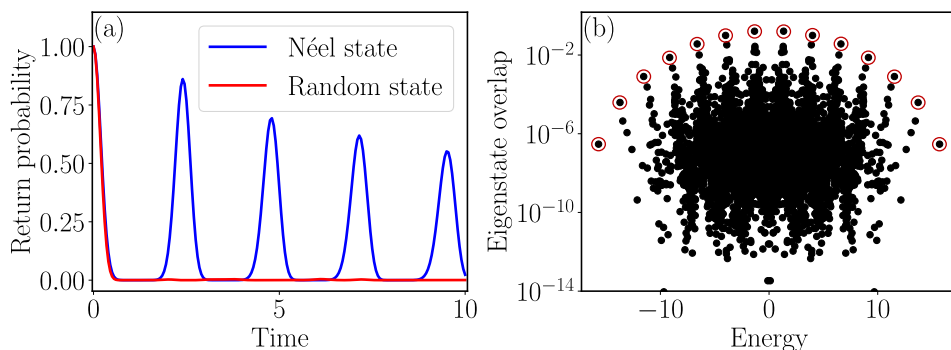 (a)
Néel state
Random state
1.00
0.75
0.50
0.25
0.00
Return probability
0
5
10
Time
(b)
10⁻²
10⁻⁶
10⁻¹⁰
10⁻¹⁴
Eigenstate overlap
−10
0
10
Energy